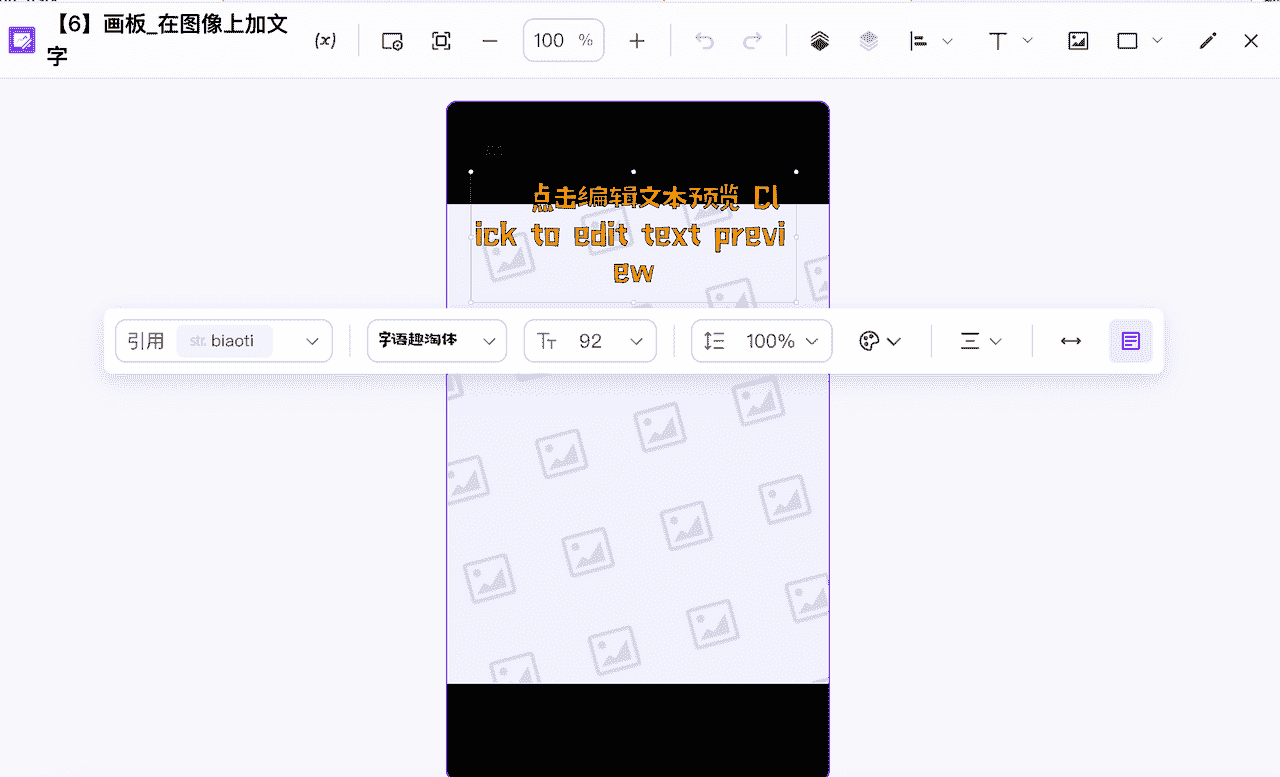 【6】画板_在图像上加文
字
(x)
100 %
点击编辑文本预览 Cl
ick to edit text previ
ew
引用 str. biaoti
字语趣淘体
TT 92
100%